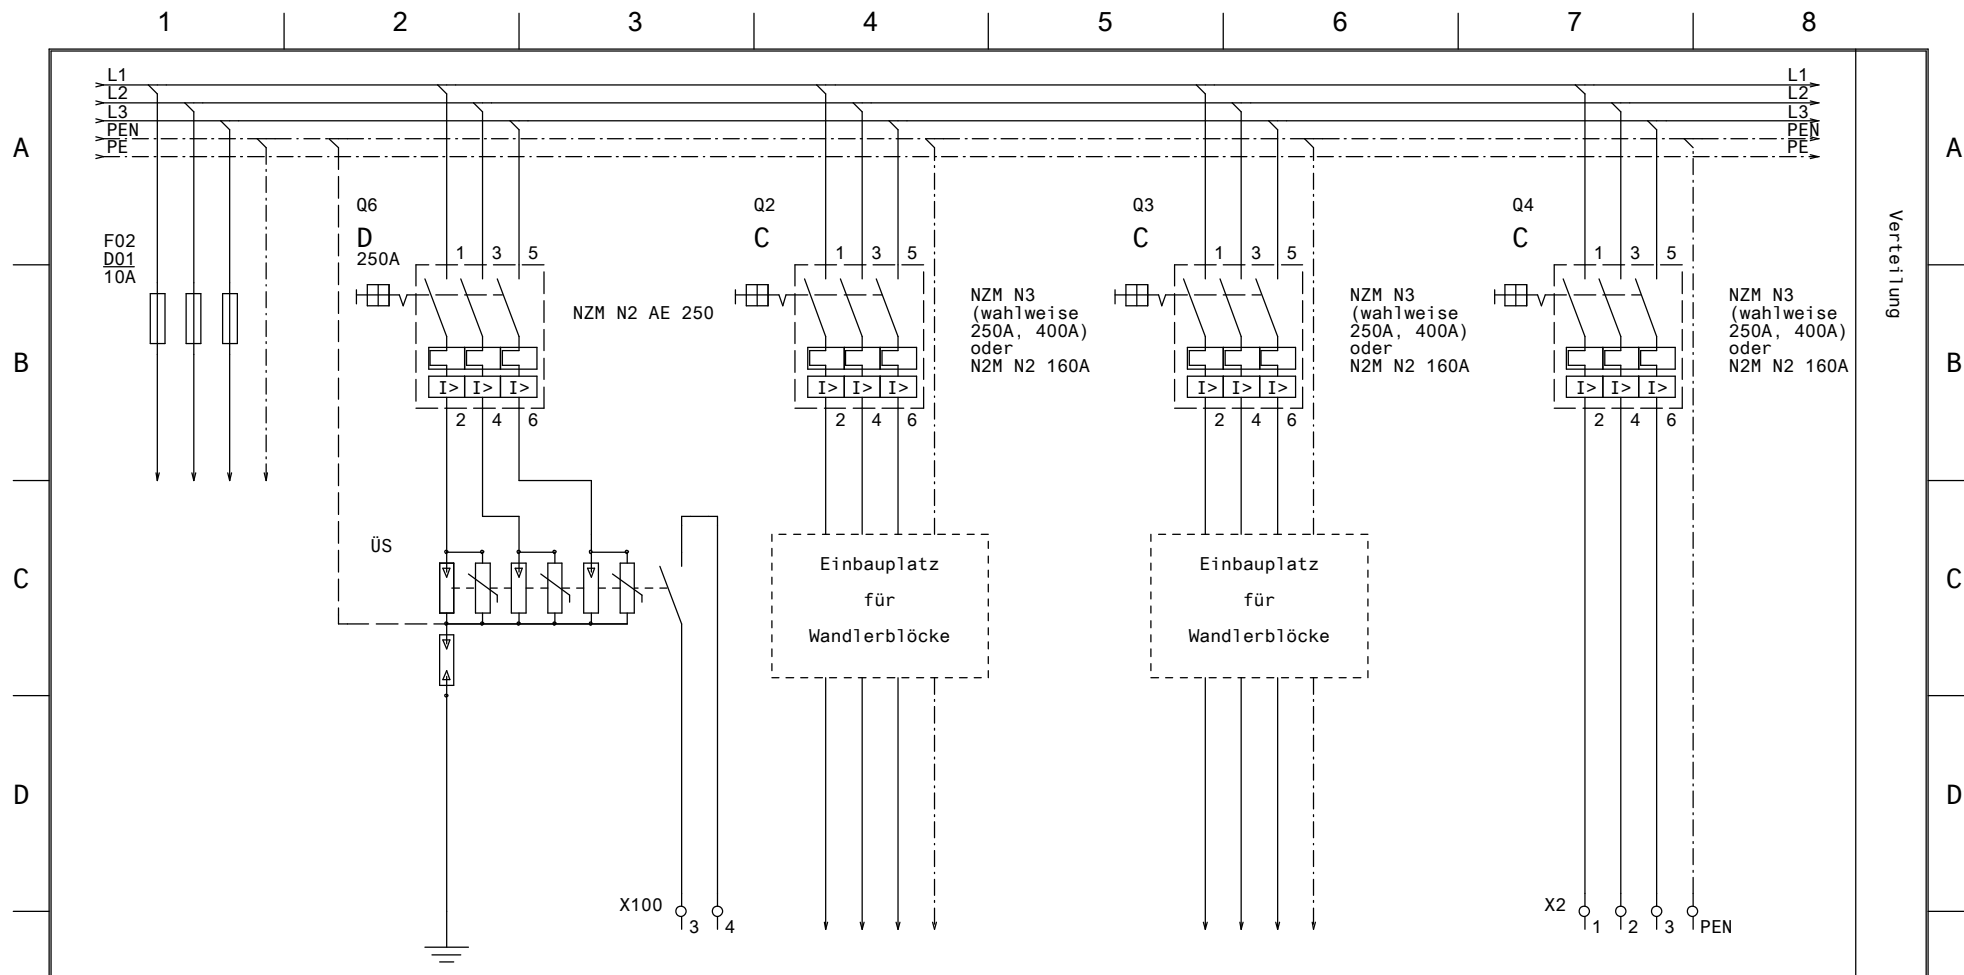 1 2 3 4 5 6 7 8
L1 L1
L2 L2
L3 L3
PEN PEN
PE PE
A A
Q6 Q2 Q3 Q4
D C C C
250A
F02
D01
10A
1 3 5 1 3 5 1 3 5 1 3 5
Verteilung
NZM N2 AE 250
NZM N3
(wahlweise
250A, 400A)
oder
N2M N2 160A
NZM N3
(wahlweise
250A, 400A)
oder
N2M N2 160A
NZM N3
(wahlweise
250A, 400A)
oder
N2M N2 160A
B B
I> I> I> I> I> I> I> I> I> I> I> I>
2 4 6 2 4 6 2 4 6 2 4 6
ÜS
C C
Einbauplatz
für
Wandlerblöcke
Einbauplatz
für
Wandlerblöcke
D D
X100 3 4
X2 1 2 3 PEN